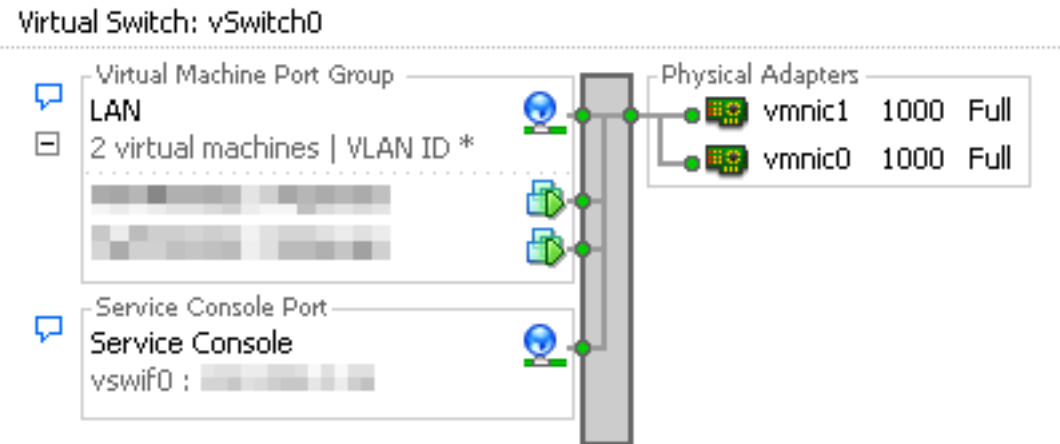 Virtual Switch: vSwitch0
Virtual Machine Port Group
LAN
2 virtual machines | VLAN ID *
Service Console Port
Service Console
vswif0 :
Physical Adapters
vmnic1 1000 Full
vmnic0 1000 Full